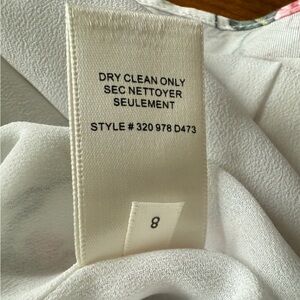 DRY CLEAN ONLY
SEC NETTOYER
SEULEMENT
STYLE # 320 978 D473
8